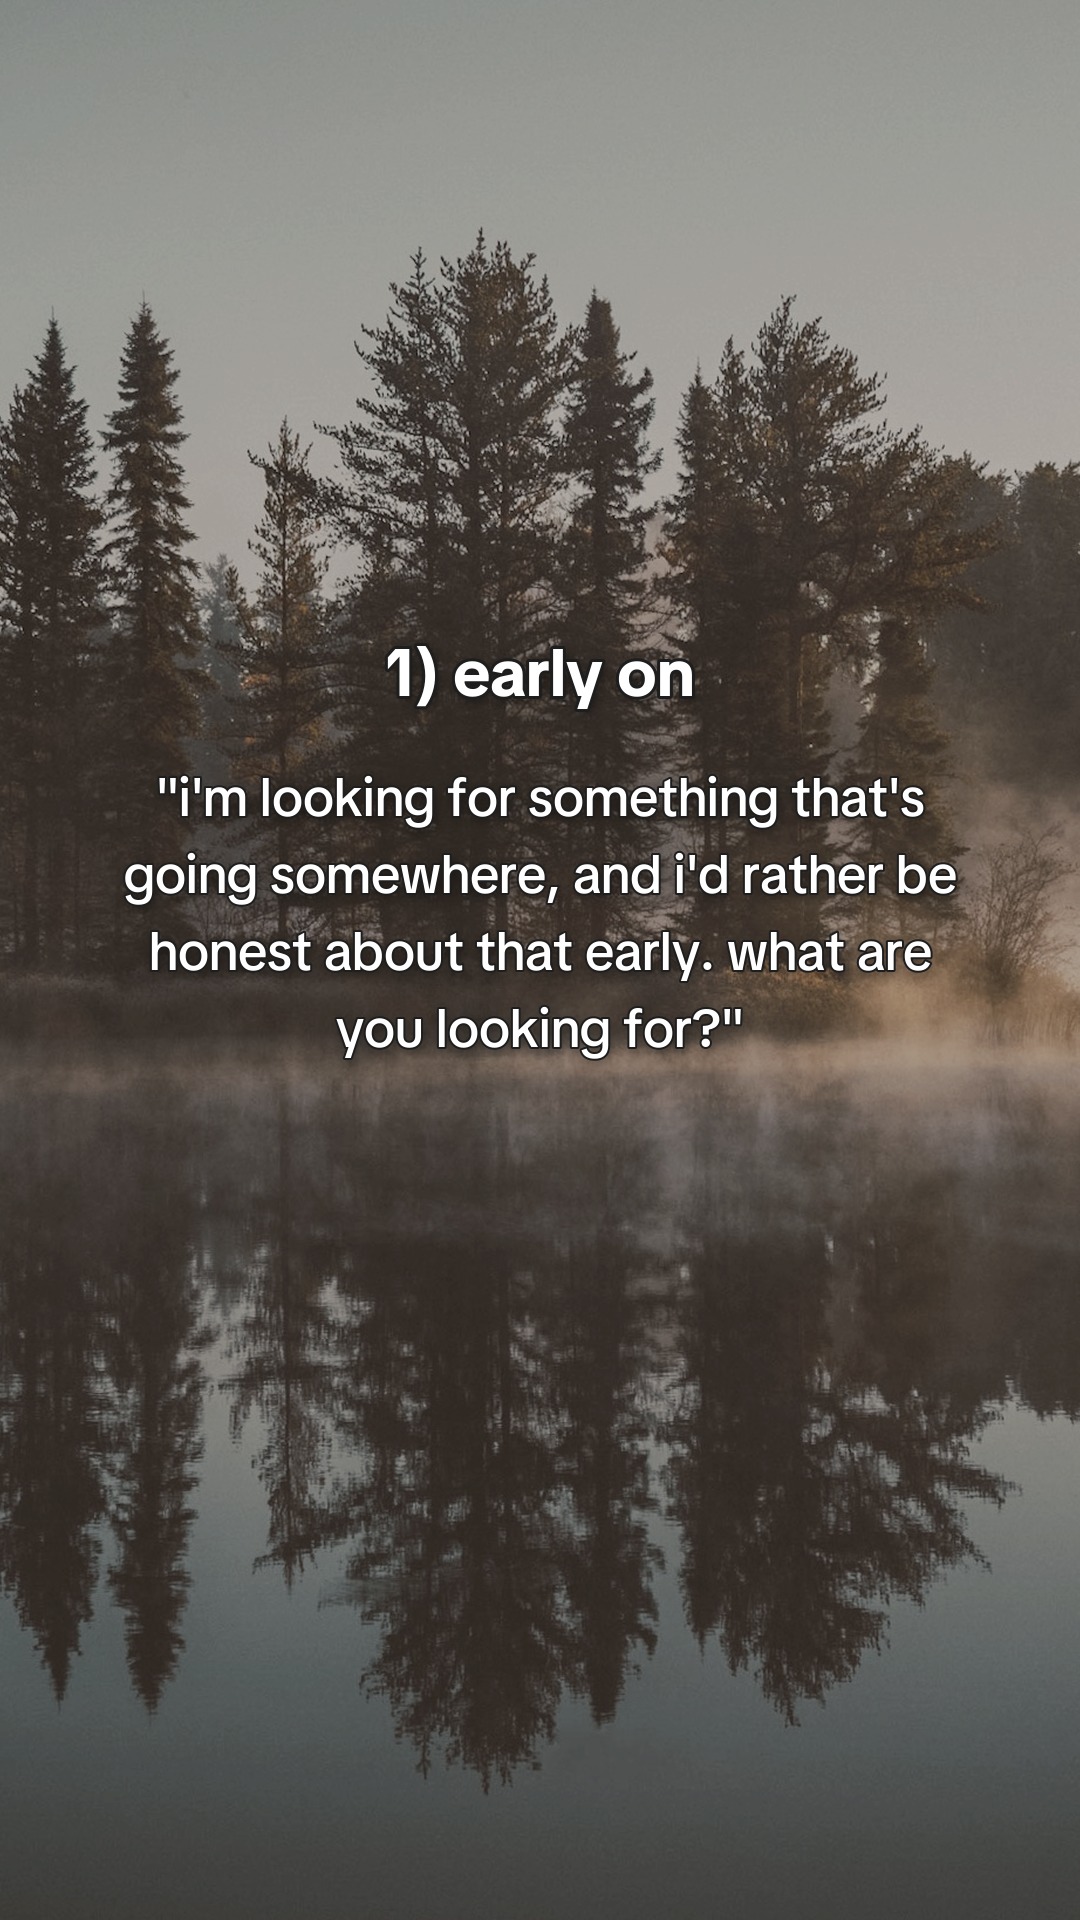 1) early on
"i'm looking for something that's
going somewhere, and i'd rather be
honest about that early. what are
you looking for?"